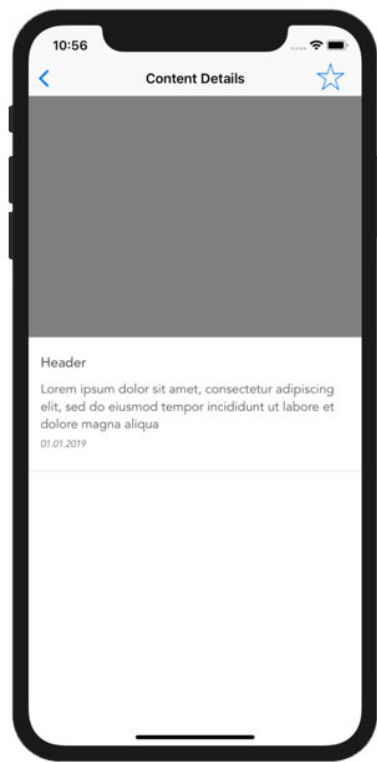 10:56
Content Details
Header
Lorem ipsum dolor sit amet, consectetur adipiscing
elit, sed do eiusmod tempor incididunt ut labore et
dolore magna aliqua
01.01.2019